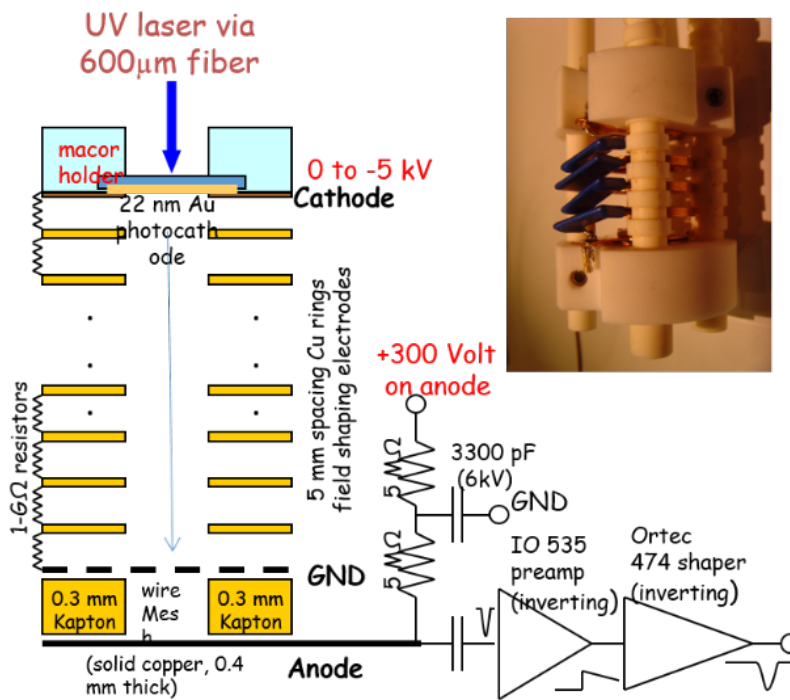 UV laser via
600μm fiber
macor
holder
0 to -5 kV
Cathode
22 nm Au
photocath
ode
5 mm spacing Cu rings
field shaping electrodes
1-GΩ resistors
+300 Volt
on anode
5 MΩ
3300 pF
(6kV)
GND
5 MΩ
IO 535
preamp
(inverting)
Ortec
474 shaper
(inverting)
GND
0.3 mm
Kapton
wire
Mes
h
0.3 mm
Kapton
(solid copper, 0.4
mm thick)
Anode